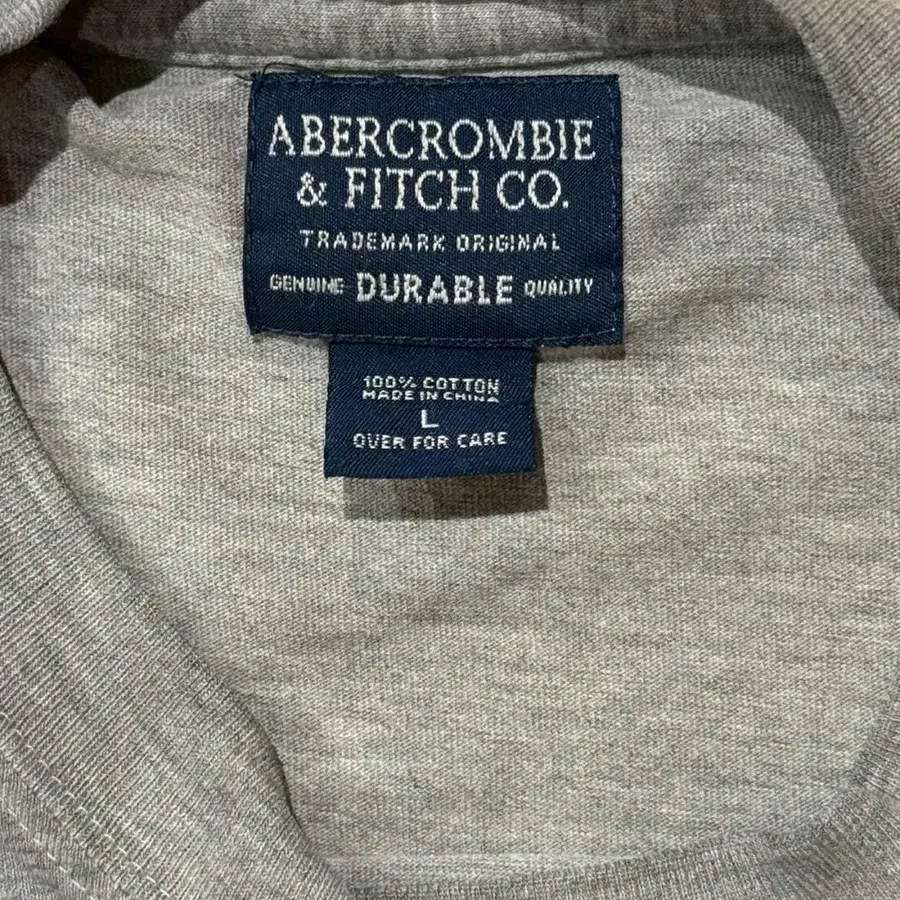 ABERCROMBIE
& FITCH CO.
TRADEMARK ORIGINAL
GENUINE DURABLE QUALITY
100% COTTON
MADE IN CHINA
L
OVER FOR CARE